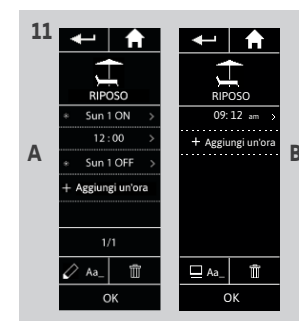 11
A
RIPOSO
Sun 1 ON >
12:00 >
Sun 1 OFF >
+ Aggiungi un'ora
1/1
Aa_
OK
RIPOSO
09:12 am >
+ Aggiungi un'ora
Aa_
OK
B